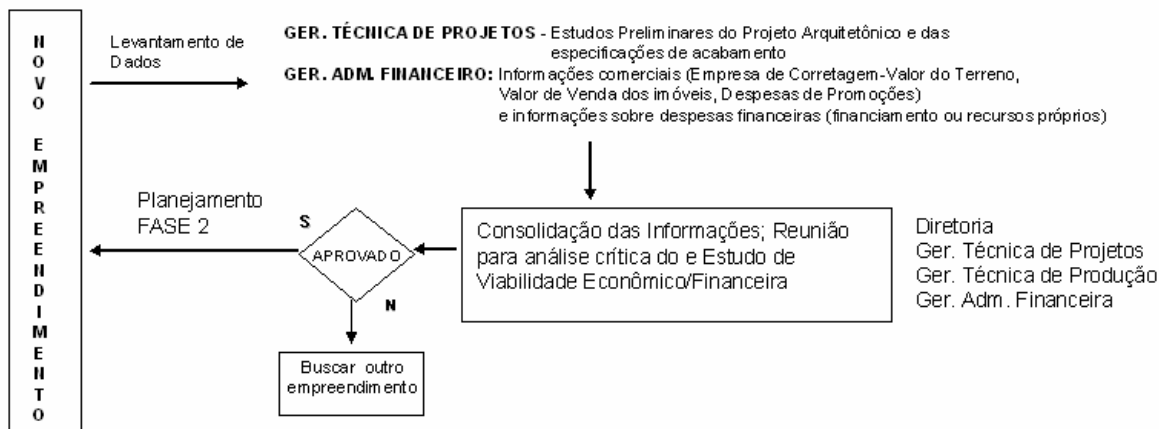 NOVO EMPREENDIMENTO
Levantamento de
Dados
GER. TÉCNICA DE PROJETOS - Estudos Preliminares do Projeto Arquitetônico e das
especificações de acabamento
GER. ADM. FINANCEIRO: Informações comerciais (Empresa de Corretagem-Valor do Terreno,
Valor de Venda dos imóveis, Despesas de Promoções)
e informações sobre despesas financeiras (financiamento ou recursos próprios)
Planejamento
FASE 2
S
APROVADO
N
Consolidação das Informações; Reunião
para análise crítica do e Estudo de
Viabilidade Econômico/Financeira
Diretoria
Ger. Técnica de Projetos
Ger. Técnica de Produção
Ger. Adm. Financeira
Buscar outro
empreendimento